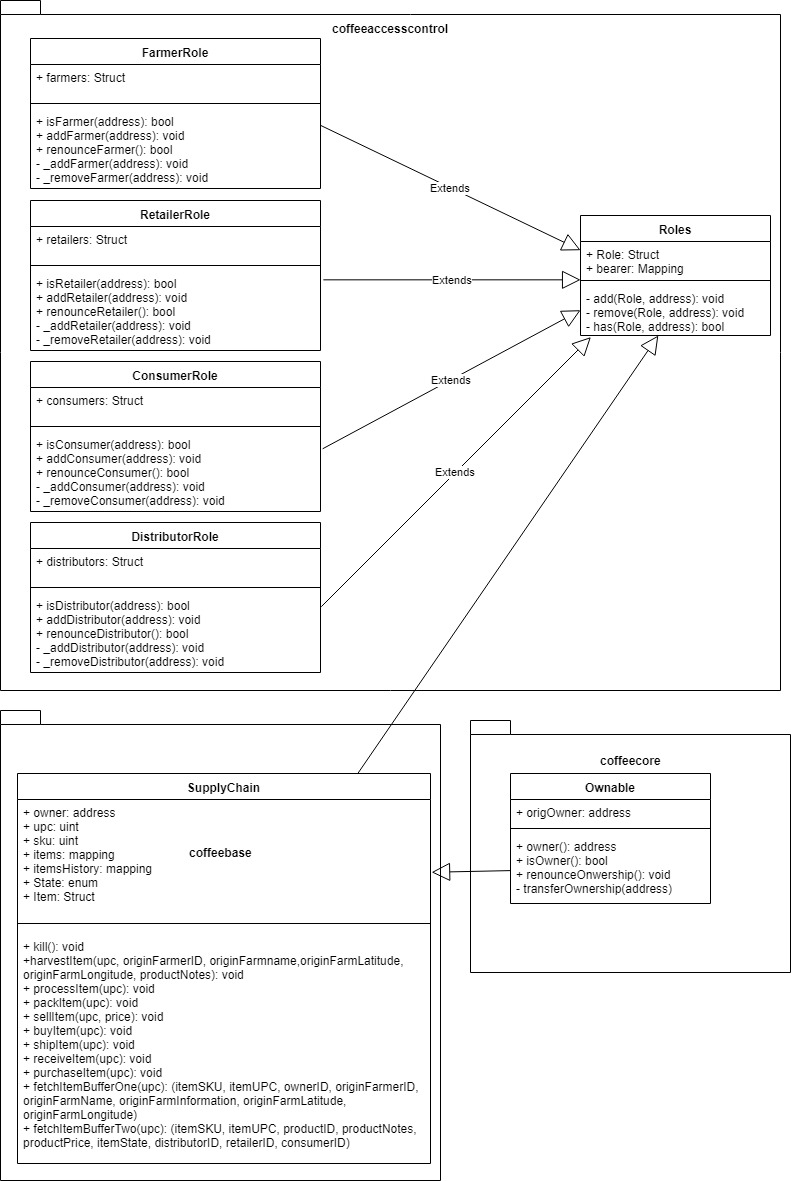 coffeeaccesscontrol
FarmerRole
+ farmers: Struct
+ isFarmer(address): bool
+ addFarmer(address): void
+ renounceFarmer(): bool
- _addFarmer(address): void
- _removeFarmer(address): void
Extends
RetailerRole
+ retailers: Struct
+ isRetailer(address): bool
+ addRetailer(address): void
+ renounceRetailer(): bool
- _addRetailer(address): void
- _removeRetailer(address): void
Extends
Roles
+ Role: Struct
+ bearer: Mapping
- add(Role, address): void
- remove(Role, address): void
- has(Role, address): bool
ConsumerRole
+ consumers: Struct
+ isConsumer(address): bool
+ addConsumer(address): void
+ renounceConsumer(): bool
- _addConsumer(address): void
- _removeConsumer(address): void
Extends
DistributorRole
+ distributors: Struct
+ isDistributor(address): bool
+ addDistributor(address): void
+ renounceDistributor(): bool
- _addDistributor(address): void
- _removeDistributor(address): void
Extends
SupplyChain
+ owner: address
+ upc: uint
+ sku: uint
+ items: mapping
+ itemsHistory: mapping
+ State: enum
+ Item: Struct
coffeebase
+ kill(): void
+harvestItem(upc, originFarmerID, originFarmname,originFarmLatitude,
originFarmLongitude, productNotes): void
+ processItem(upc): void
+ packItem(upc): void
+ sellItem(upc, price): void
+ buyItem(upc): void
+ shipItem(upc): void
+ receiveItem(upc): void
+ purchaseItem(upc): void
+ fetchItemBufferOne(upc): (itemSKU, itemUPC, ownerID, originFarmerID,
originFarmName, originFarmInformation, originFarmLatitude,
originFarmLongitude)
+ fetchItemBufferTwo(upc): (itemSKU, itemUPC, productID, productNotes,
productPrice, itemState, distributorID, retailerID, consumerID)
coffeecore
Ownable
+ origOwner: address
+ owner(): address
+ isOwner(): bool
+ renounceOnwership(): void
- transferOwnership(address)